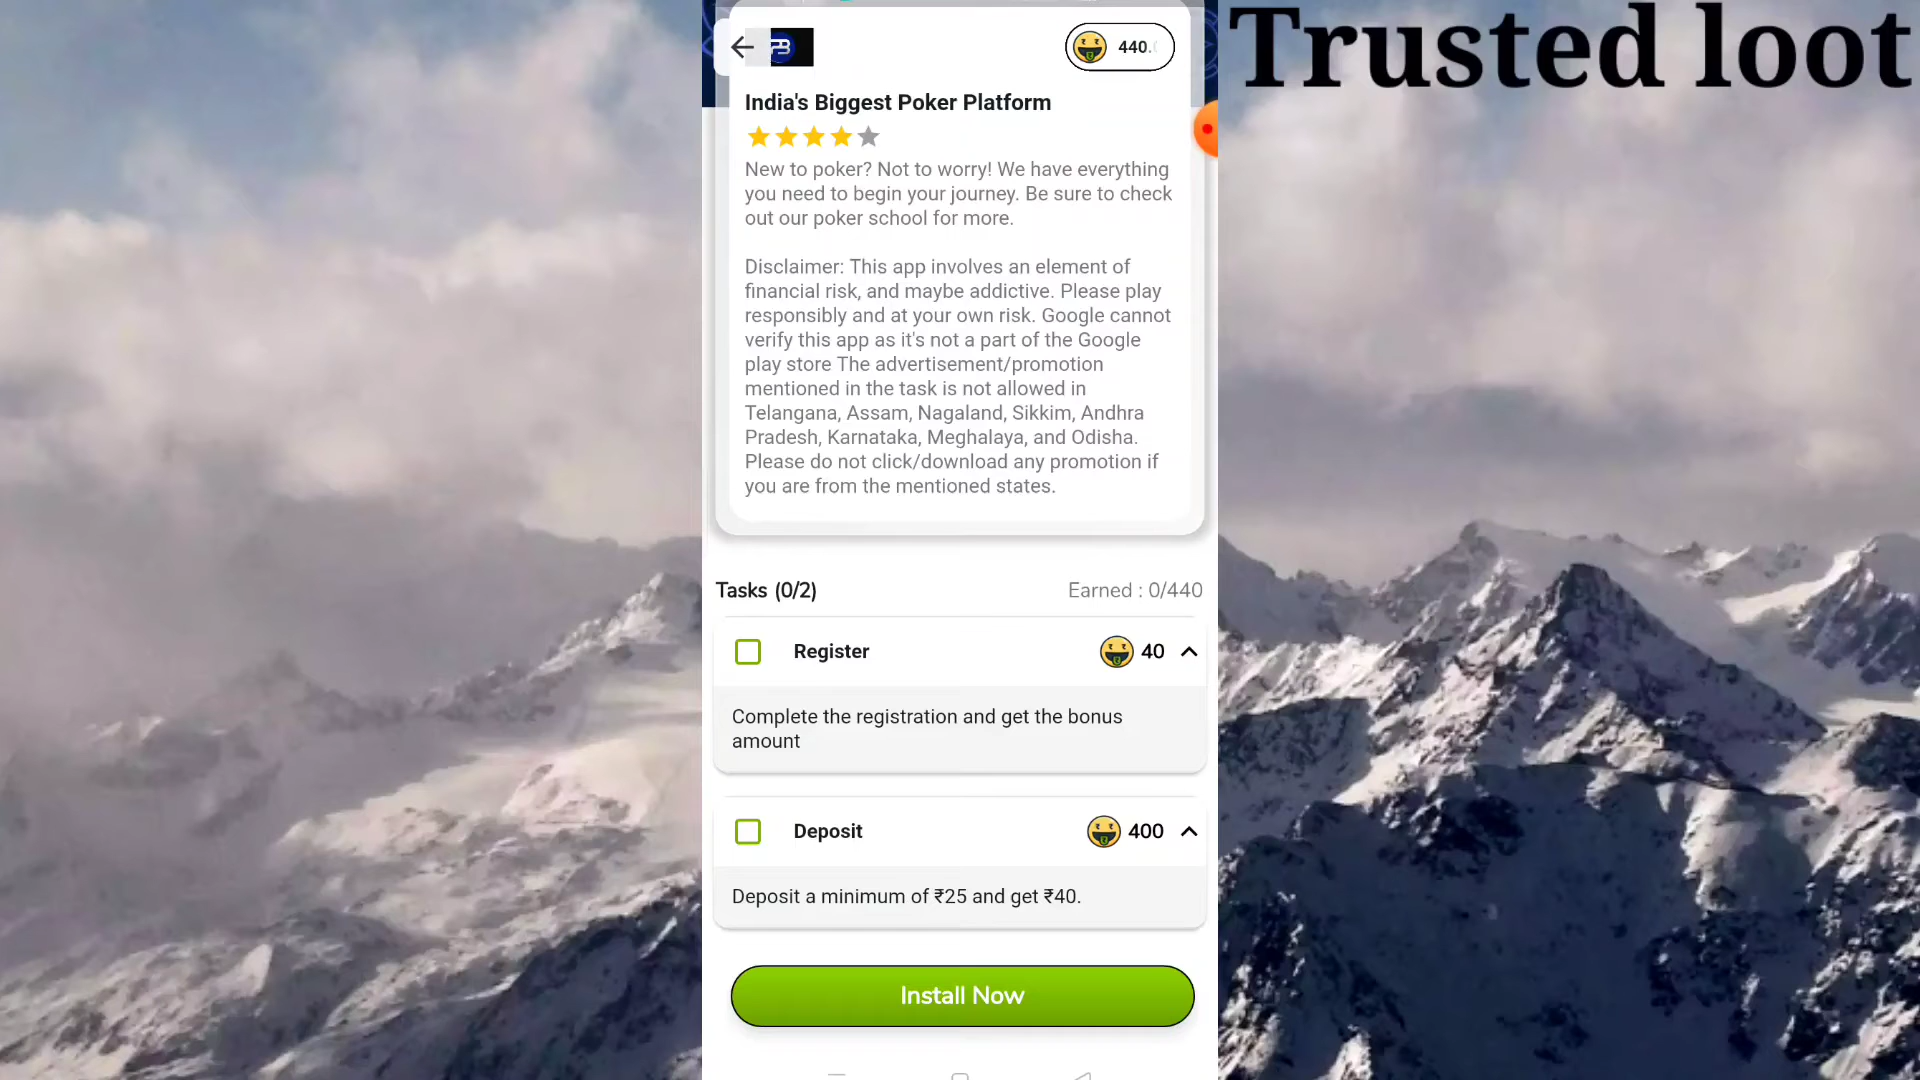 Trusted loot
PB
440.
India's Biggest Poker Platform
New to poker? Not to worry! We have everything
you need to begin your journey. Be sure to check
out our poker school for more.
Disclaimer: This app involves an element of
financial risk, and maybe addictive. Please play
responsibly and at your own risk. Google cannot
verify this app as it's not a part of the Google
play store The advertisement/promotion
mentioned in the task is not allowed in
Telangana, Assam, Nagaland, Sikkim, Andhra
Pradesh, Karnataka, Meghalaya, and Odisha.
Please do not click/download any promotion if
you are from the mentioned states.
Tasks (0/2)
Earned : 0/440
Register
40
Complete the registration and get the bonus
amount
Deposit
400
Deposit a minimum of ₹25 and get ₹40.
Install Now